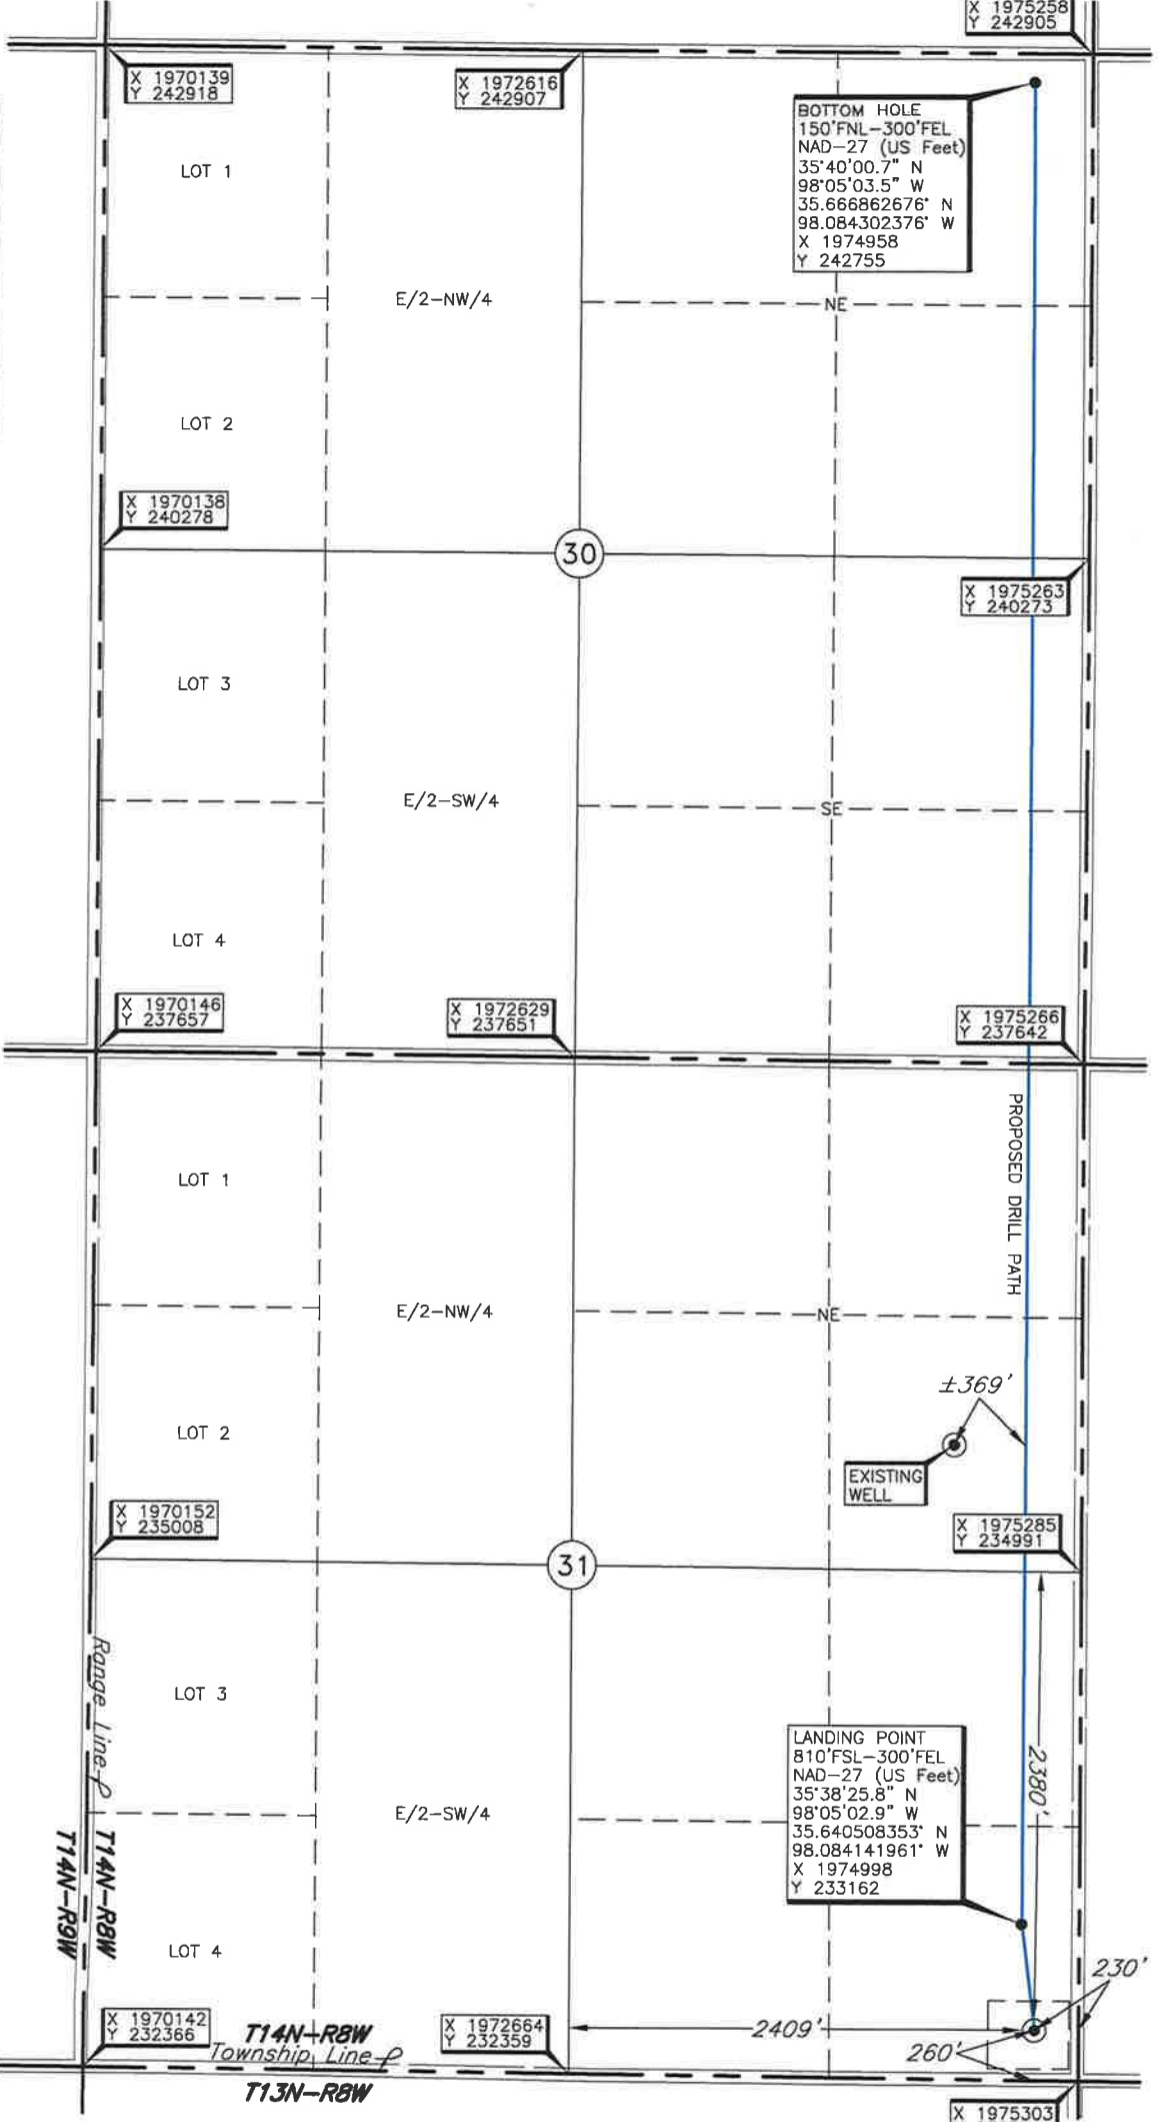 X 1975258
Y 242905
X 1970139
Y 242918
X 1972616
Y 242907
BOTTOM HOLE
150'FNL-300'FEL
NAD-27 (US Feet)
35°40'00.7" N
98°05'03.5" W
35.666862676° N
98.084302376° W
X 1974958
Y 242755
LOT 1
E/2-NW/4
NE
LOT 2
X 1970138
Y 240278
30
X 1975263
Y 240273
LOT 3
E/2-SW/4
SE
LOT 4
X 1970146
Y 237657
X 1972629
Y 237651
X 1975266
Y 237642
PROPOSED DRILL PATH
LOT 1
E/2-NW/4
NE
±369'
LOT 2
EXISTING
WELL
X 1970152
Y 235008
X 1975285
Y 234991
31
Range Line
LOT 3
LANDING POINT
810'FSL-300'FEL
NAD-27 (US Feet)
35°38'25.8" N
98°05'02.9" W
35.640508353° N
98.084141961° W
X 1974998
Y 233162
2380'
E/2-SW/4
T14N-R9W
T14N-R8W
LOT 4
230'
X 1970142
Y 232366
T14N-R8W
Township Line
T13N-R8W
X 1972664
Y 232359
2409'
260'
X 1975303